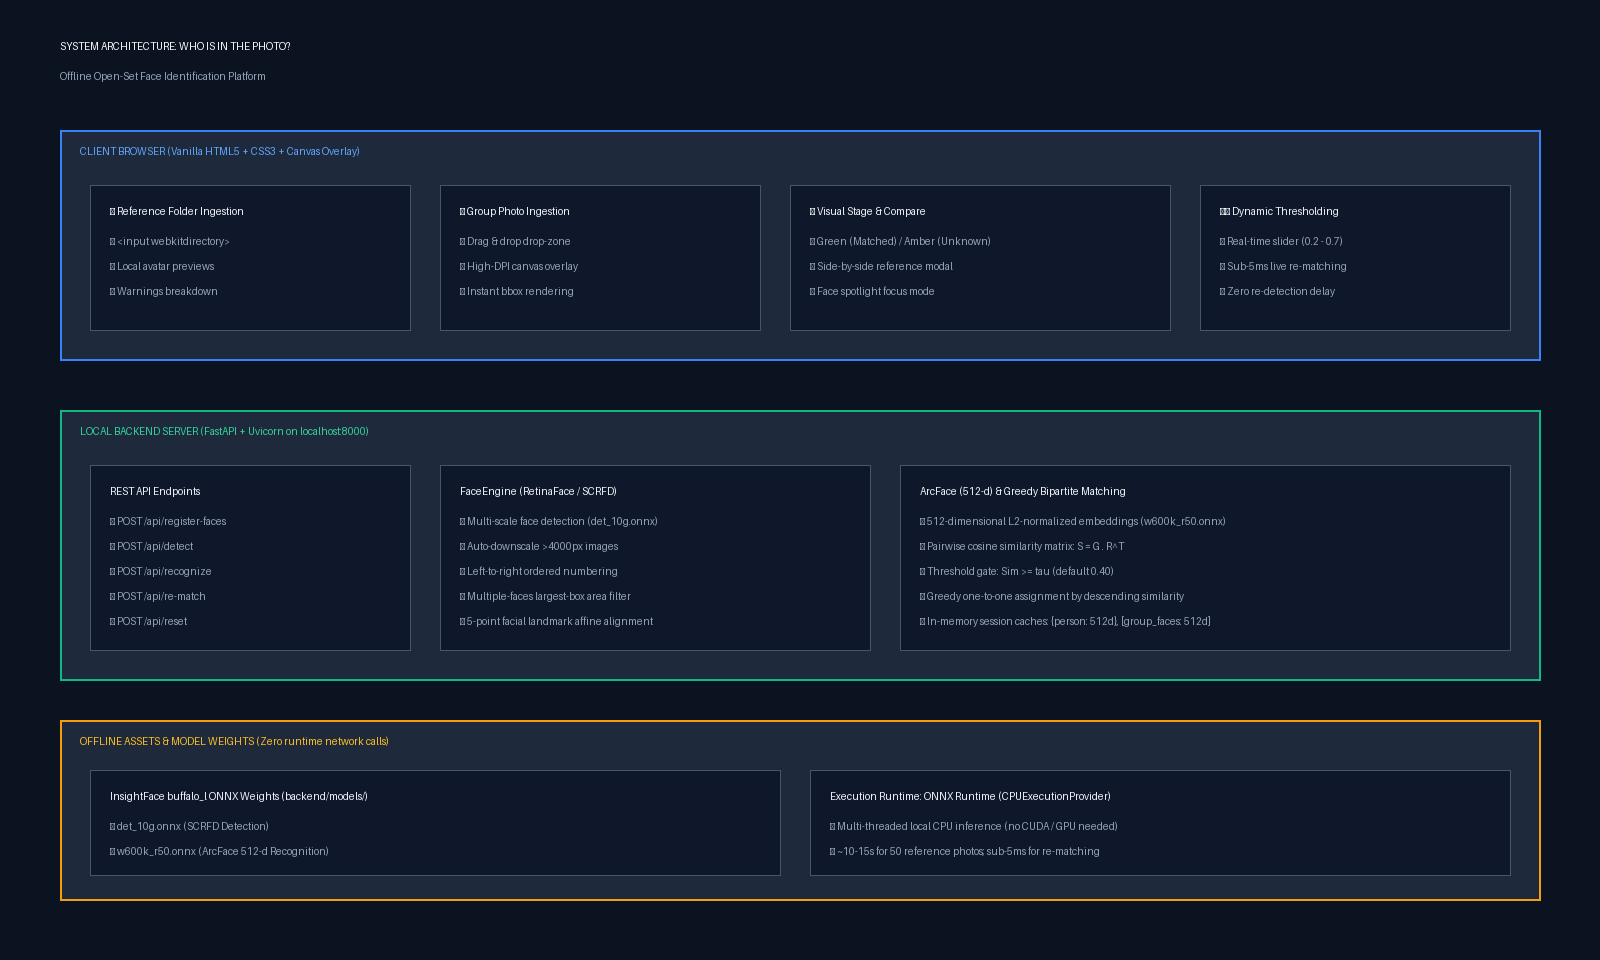 SYSTEM ARCHITECTURE: WHO IS IN THE PHOTO?
Offline Open-Set Face Identification Platform
CLIENT BROWSER (Vanilla HTML5 + CSS3 + Canvas Overlay)
Reference Folder Ingestion
<input webkitdirectory>
Local avatar previews
Warnings breakdown
Group Photo Ingestion
Drag & drop drop-zone
High-DPI canvas overlay
Instant bbox rendering
Visual Stage & Compare
Green (Matched) / Amber (Unknown)
Side-by-side reference modal
Face spotlight focus mode
Dynamic Thresholding
Real-time slider (0.2 - 0.7)
Sub-5ms live re-matching
Zero re-detection delay
LOCAL BACKEND SERVER (FastAPI + Uvicorn on localhost:8000)
REST API Endpoints
POST /api/register-faces
POST /api/detect
POST /api/recognize
POST /api/re-match
POST /api/reset
FaceEngine (RetinaFace / SCRFD)
Multi-scale face detection (det_10g.onnx)
Auto-downscale >4000px images
Left-to-right ordered numbering
Multiple-faces largest-box area filter
5-point facial landmark affine alignment
ArcFace (512-d) & Greedy Bipartite Matching
512-dimensional L2-normalized embeddings (w600k_r50.onnx)
Pairwise cosine similarity matrix: S = G . R^T
Threshold gate: Sim >= tau (default 0.40)
Greedy one-to-one assignment by descending similarity
In-memory session caches: {person: 512d}, [group_faces: 512d]
OFFLINE ASSETS & MODEL WEIGHTS (Zero runtime network calls)
InsightFace buffalo_l ONNX Weights (backend/models/)
det_10g.onnx (SCRFD Detection)
w600k_r50.onnx (ArcFace 512-d Recognition)
Execution Runtime: ONNX Runtime (CPUExecutionProvider)
Multi-threaded local CPU inference (no CUDA / GPU needed)
~10-15s for 50 reference photos; sub-5ms for re-matching